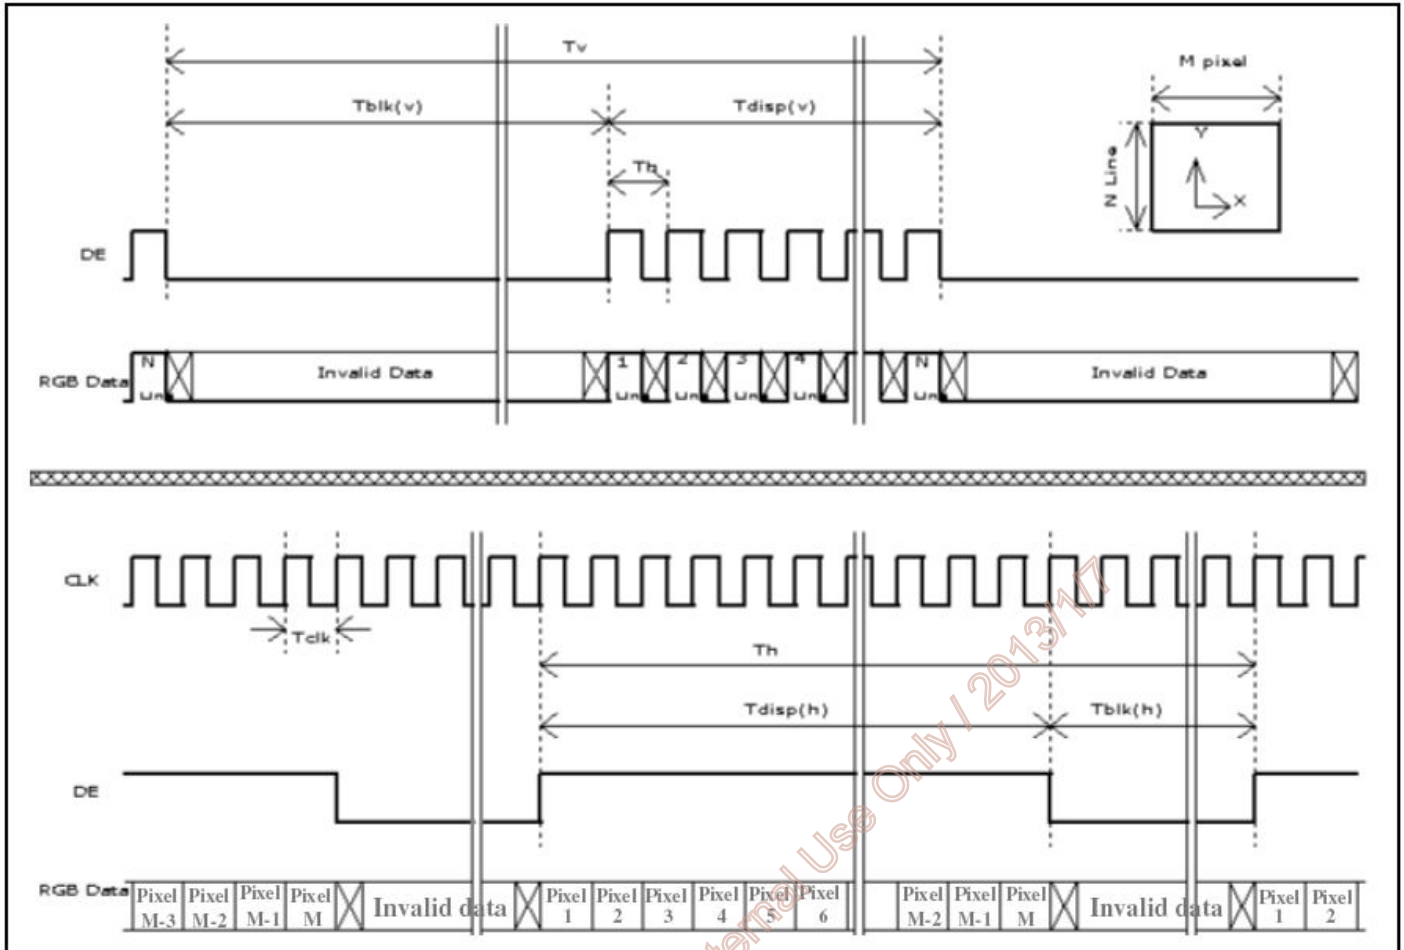 Tv
M pixel
Tblk(v)
Tdisp(v)
Th
N Line
Y
X
DE
RGB Data
N
Invalid Data
1
2
3
4
N
Invalid Data
CLK
Tclk
Th
Tdisp(h)
Tblk(h)
DE
RGB Data
Pixel M-3
Pixel M-2
Pixel M-1
Pixel M
Invalid data
Pixel 1
Pixel 2
Pixel 3
Pixel 4
Pixel 5
Pixel 6
Pixel M-2
Pixel M-1
Pixel M
Invalid data
Pixel 1
Pixel 2
Use Only / 2013/1/7